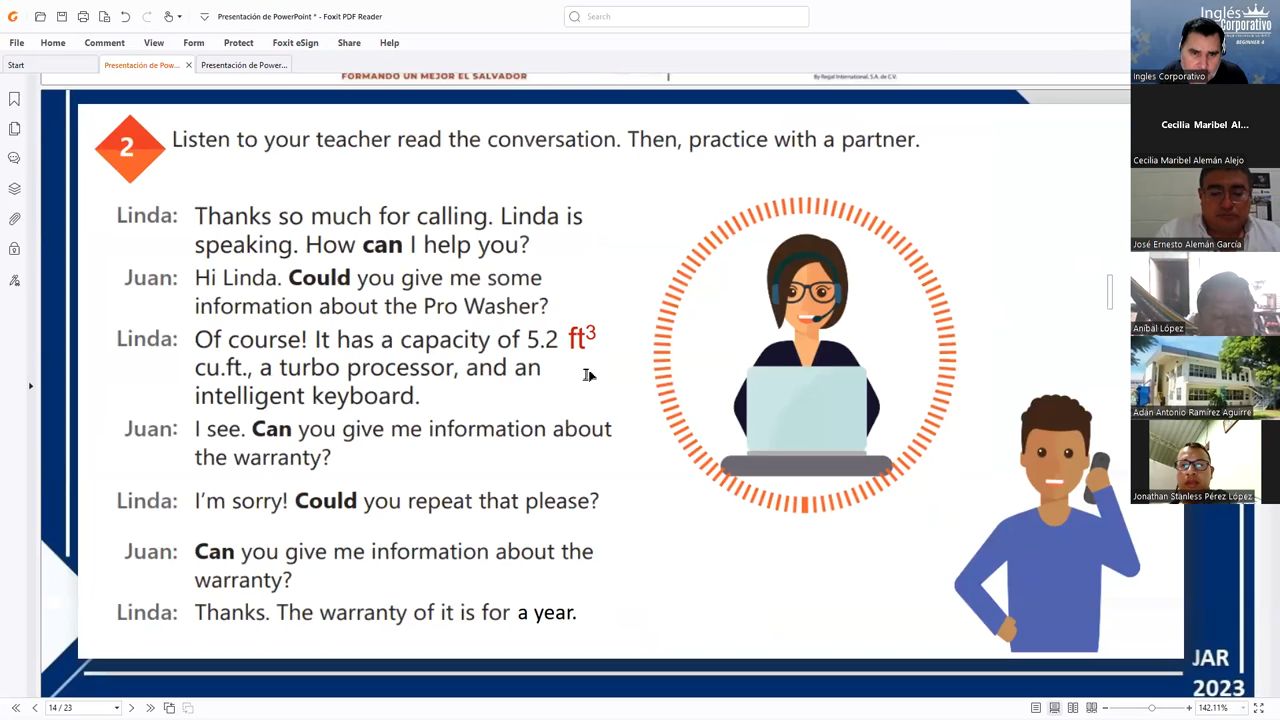 Presentación de PowerPoint * - Foxit PDF Reader
Search
File Home Comment View Form Protect Foxit eSign Share Help
Start
Presentación de Pow...
Presentación de Power...
FORMANDO UN MEJOR EL SALVADOR
By Regal International, S.A. de C.V.
2
Listen to your teacher read the conversation. Then, practice with a partner.
Linda: Thanks so much for calling. Linda is
speaking. How can I help you?
Juan: Hi Linda. Could you give me some
information about the Pro Washer?
Linda: Of course! It has a capacity of 5.2 ft³
cu.ft., a turbo processor, and an
intelligent keyboard.
Juan: I see. Can you give me information about
the warranty?
Linda: I'm sorry! Could you repeat that please?
Juan: Can you give me information about the
warranty?
Linda: Thanks. The warranty of it is for a year.
JAR
2023
Inglés
Corporativo
BEGINNER 4
Ingles Corporativo
Cecilia Maribel Al...
Cecilia Maribel Alemán Alejo
José Ernesto Alemán García
Aníbal López
Adán Antonio Ramírez Aguirre
Jonathan Stanless Pérez López
14 / 23
142.11%